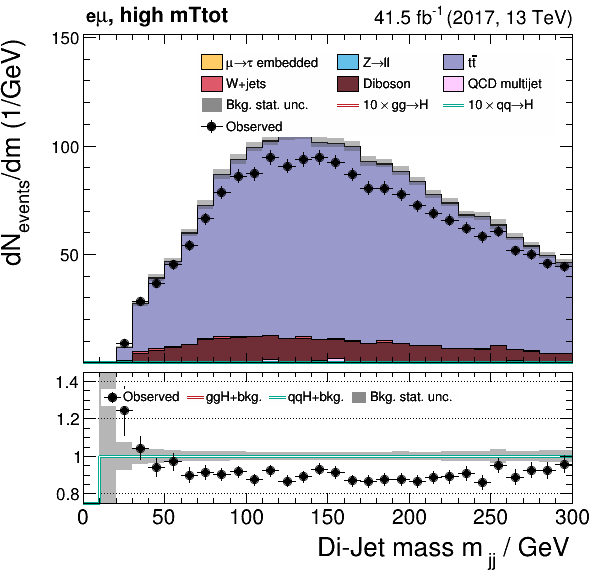 eμ, high mTtot 41.5 fb⁻¹ (2017, 13 TeV)
dN_events/dm (1/GeV)
150
100
50
μ→τ embedded Z→ll tt̄
W+jets Diboson QCD multijet
Bkg. stat. unc. 10×gg→H 10×qq→H
Observed
1.4
1.2
1
0.8
Observed ggH+bkg. qqH+bkg. Bkg. stat. unc.
0 50 100 150 200 250 300
Di-Jet mass m_jj / GeV